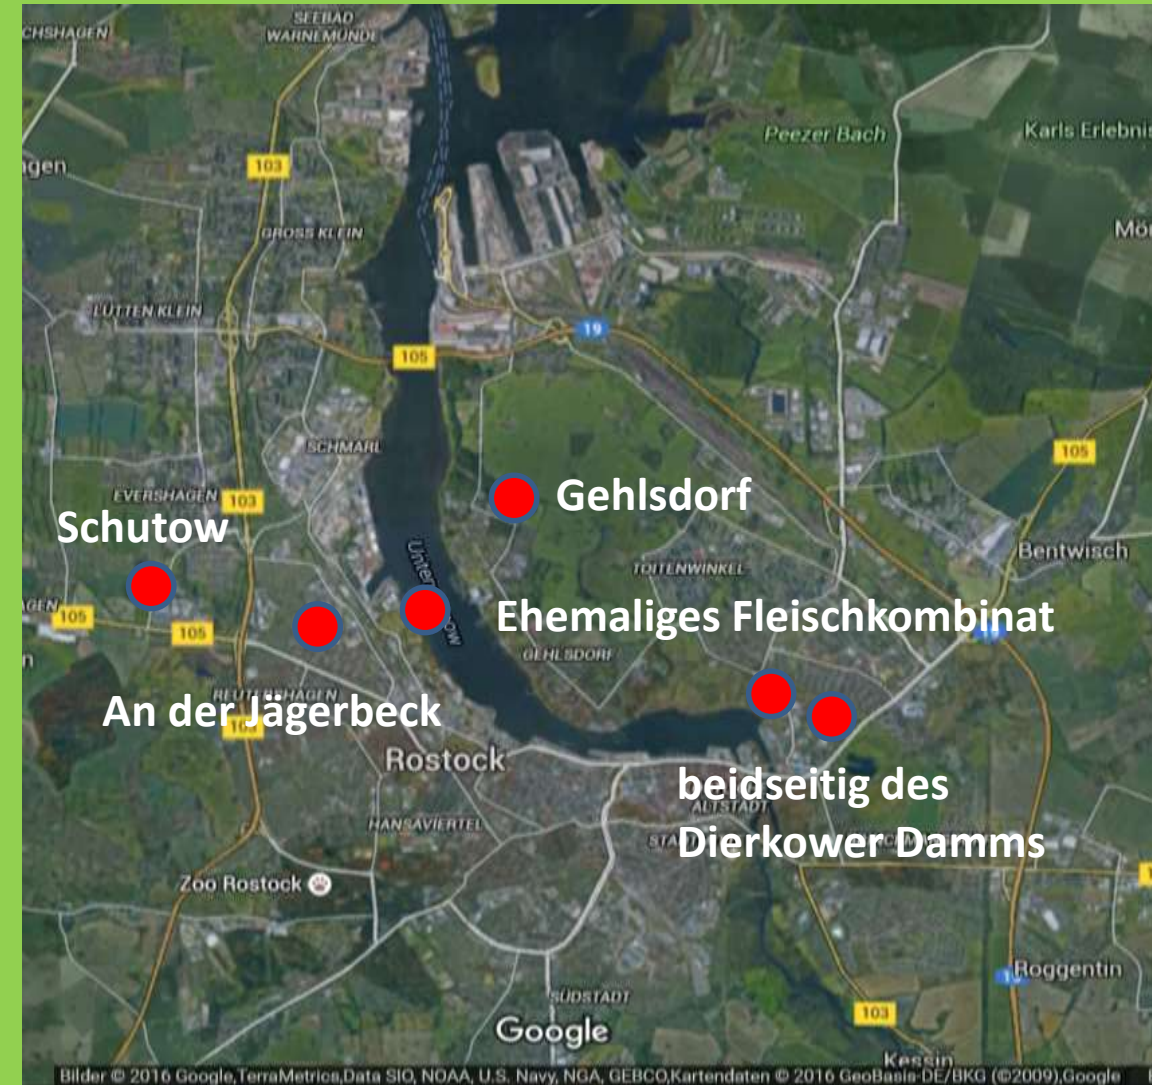 SEEBAD
WARNEMÜNDE
CHSHAGEN
Peezer Bach
Karls Erlebnis
gen
103
Mör
GROSS KLEIN
LÜTTEN KLEIN
19
105
SCHMARL
105
EVERSHAGEN
103
Gehlsdorf
Schutow
Bentwisch
TOITENWINKEL
AGEN
105
105
Ehemaliges Fleischkombinat
n
GEHLSDORF
REUTERSHAGEN
An der Jägerbeck
103
Rostock
beidseitig des
ALTSTADT
HANSAVIERTEL
Dierkower Damms
Zoo Rostock
Roggentin
SÜDSTADT
103
Google
Kessin
Bilder © 2016 Google,TerraMetrics,Data SIO, NOAA, U.S. Navy, NGA, GEBCO,Kartendaten © 2016 GeoBasis-DE/BKG (©2009),Google